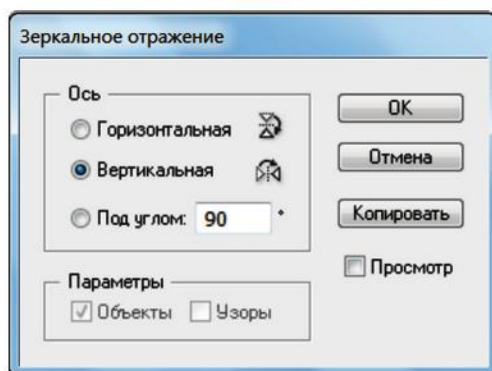 Зеркальное отражение
Ось
Горизонтальная
Вертикальная
Под углом: 90 °
Параметры
Объекты Узоры
OK
Отмена
Копировать
Просмотр